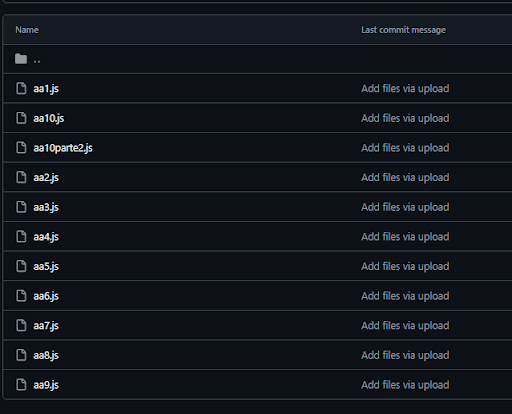 Name Last commit message
..
aa1.js Add files via upload
aa10.js Add files via upload
aa10parte2.js Add files via upload
aa2.js Add files via upload
aa3.js Add files via upload
aa4.js Add files via upload
aa5.js Add files via upload
aa6.js Add files via upload
aa7.js Add files via upload
aa8.js Add files via upload
aa9.js Add files via upload